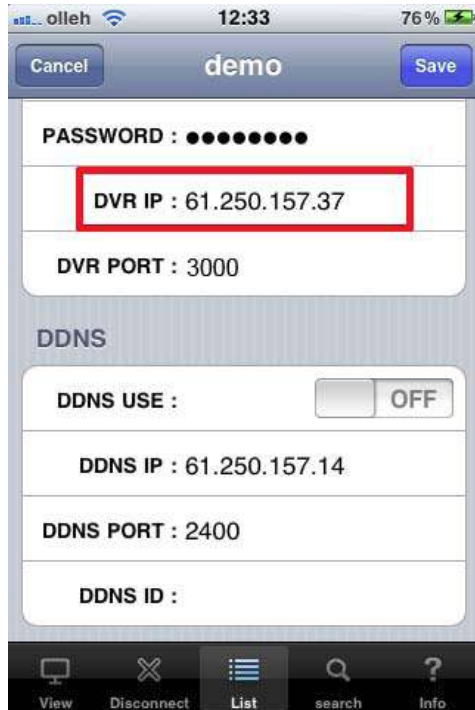 olleh 12:33 76%
Cancel demo Save
PASSWORD : ●●●●●●●●
DVR IP : 61.250.157.37
DVR PORT : 3000
DDNS
DDNS USE : OFF
DDNS IP : 61.250.157.14
DDNS PORT : 2400
DDNS ID :
View Disconnect List search Info